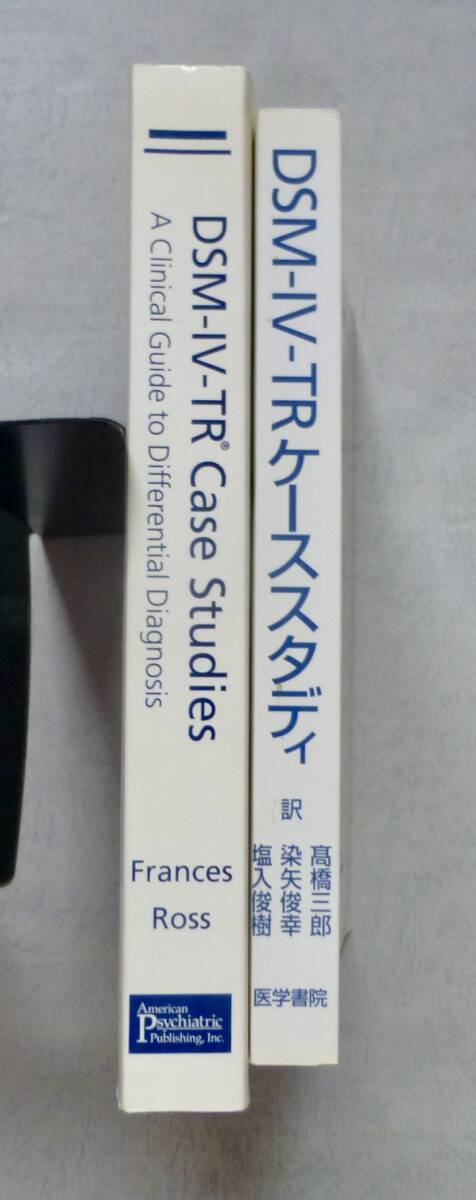 DSM-IV-TR® Case Studies
A Clinical Guide to Differential Diagnosis
Frances
Ross
American
Psychiatric
Publishing, Inc.
DSM-IV-TRケーススタディ
訳
髙橋三郎
染矢俊幸
塩入俊樹
医学書院